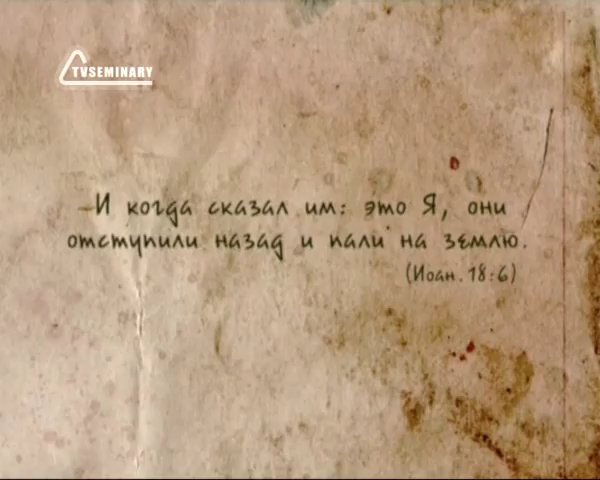 TVSEMINARY
И когда сказал им: это Я, они
отступили назад и пали на землю.
(Иоан. 18:6)